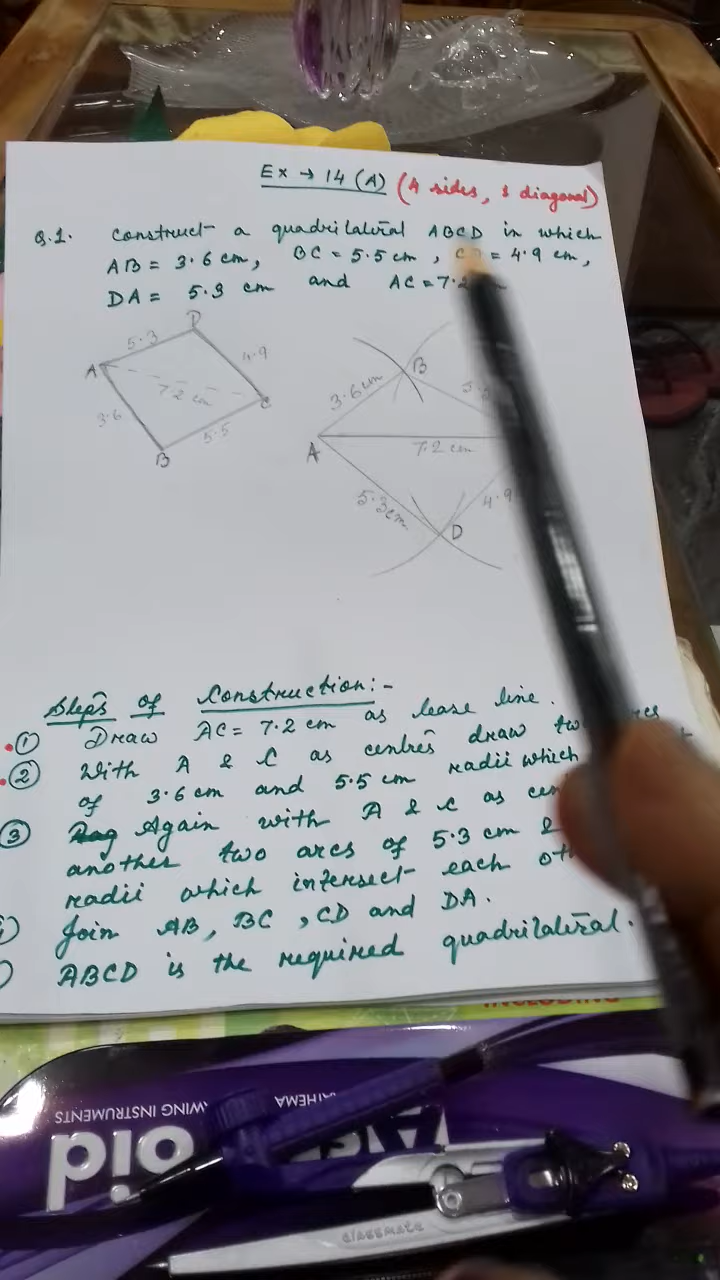 Ex → 14 (A) (4 sides, 1 diagonal)
Q.1. Construct a quadrilateral ABCD in which
AB = 3.6 cm, BC = 5.5 cm, = 4.9 cm,
DA = 5.3 cm and AC = 7.2
D
5.3
4.9
A
7.2 cm
C
3.6
5.5
B
B
3.6 cm
A
7.2 cm
5.3 cm
4.9
D
Steps of Construction:-
1 Draw AC = 7.2 cm as base line.
2 With A & C as centres draw
of 3.6 cm and 5.5 cm radii which
3 Again with A & C as
another two arcs of 5.3 cm &
radii which intersect each
Join AB, BC, CD and DA.
ABCD is the required quadrilateral.
INCLUDING
WING INSTRUMENTS
oid
classmate